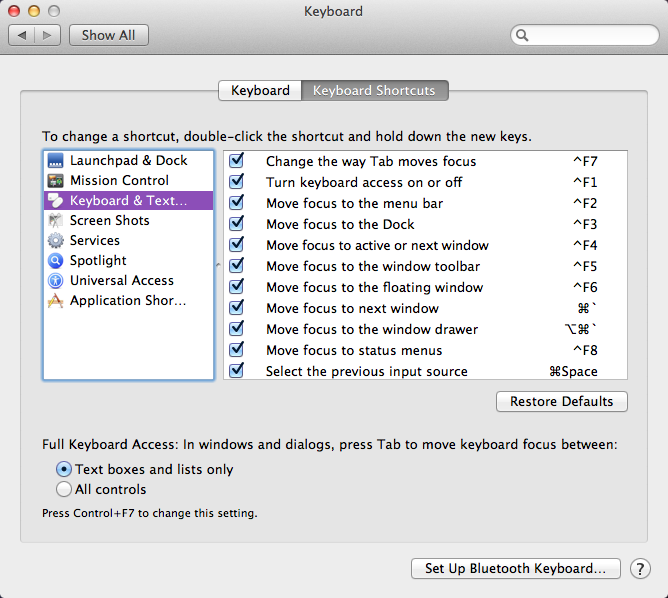 Keyboard
Show All
Keyboard
Keyboard Shortcuts
To change a shortcut, double-click the shortcut and hold down the new keys.
Launchpad & Dock
Mission Control
Keyboard & Text...
Screen Shots
Services
Spotlight
Universal Access
Application Shor...
Change the way Tab moves focus ^F7
Turn keyboard access on or off ^F1
Move focus to the menu bar ^F2
Move focus to the Dock ^F3
Move focus to active or next window ^F4
Move focus to the window toolbar ^F5
Move focus to the floating window ^F6
Move focus to next window ⌘`
Move focus to the window drawer ⌥⌘`
Move focus to status menus ^F8
Select the previous input source ⌘Space
Restore Defaults
Full Keyboard Access: In windows and dialogs, press Tab to move keyboard focus between:
Text boxes and lists only
All controls
Press Control+F7 to change this setting.
Set Up Bluetooth Keyboard... ?